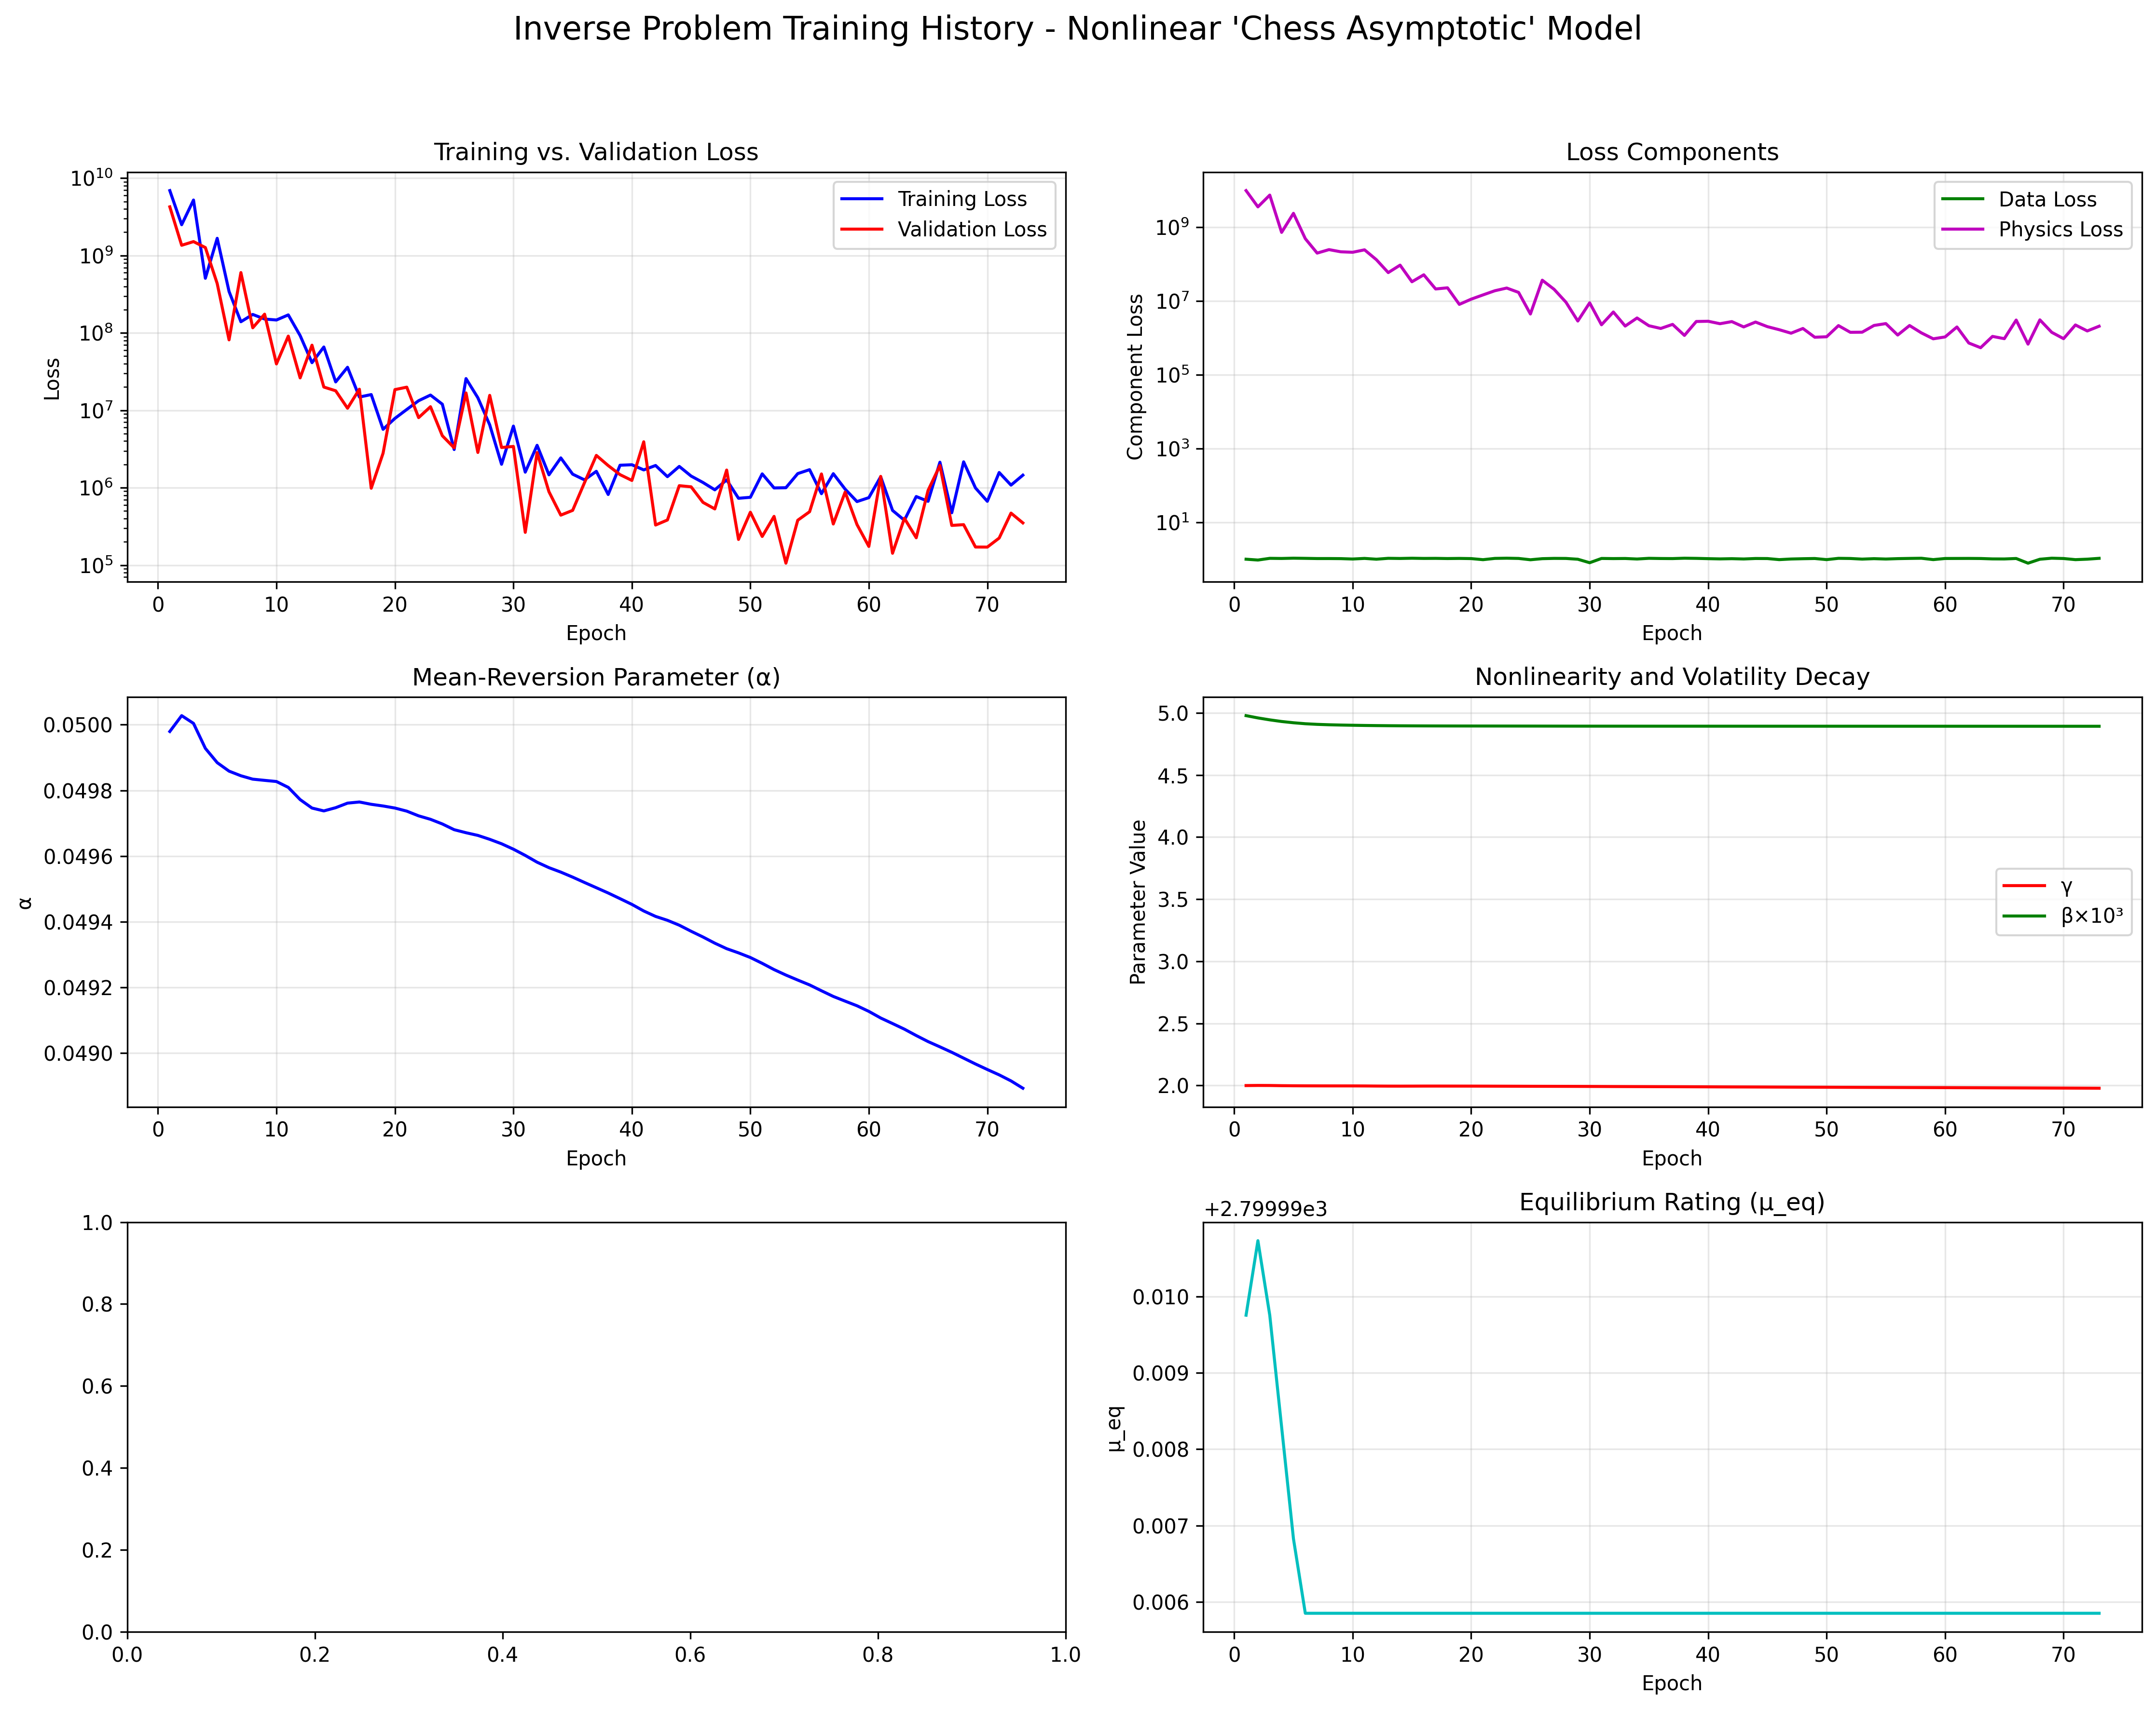 Inverse Problem Training History - Nonlinear 'Chess Asymptotic' Model
Training vs. Validation Loss
10¹⁰
10⁹
10⁸
10⁷
10⁶
10⁵
Loss
Training Loss
Validation Loss
0 10 20 30 40 50 60 70
Epoch
Loss Components
10⁹
10⁷
10⁵
10³
10¹
Component Loss
Data Loss
Physics Loss
0 10 20 30 40 50 60 70
Epoch
Mean-Reversion Parameter (α)
0.0500
0.0498
0.0496
0.0494
0.0492
0.0490
α
0 10 20 30 40 50 60 70
Epoch
Nonlinearity and Volatility Decay
5.0
4.5
4.0
3.5
3.0
2.5
2.0
Parameter Value
γ
β×10³
0 10 20 30 40 50 60 70
Epoch
1.0
0.8
0.6
0.4
0.2
0.0
0.0 0.2 0.4 0.6 0.8 1.0
Equilibrium Rating (μ_eq)
+2.79999e3
0.010
0.009
0.008
0.007
0.006
μ_eq
0 10 20 30 40 50 60 70
Epoch